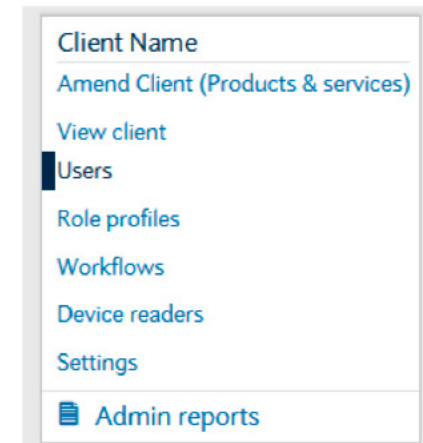 Client Name
Amend Client (Products & services)
View client
Users
Role profiles
Workflows
Device readers
Settings
Admin reports